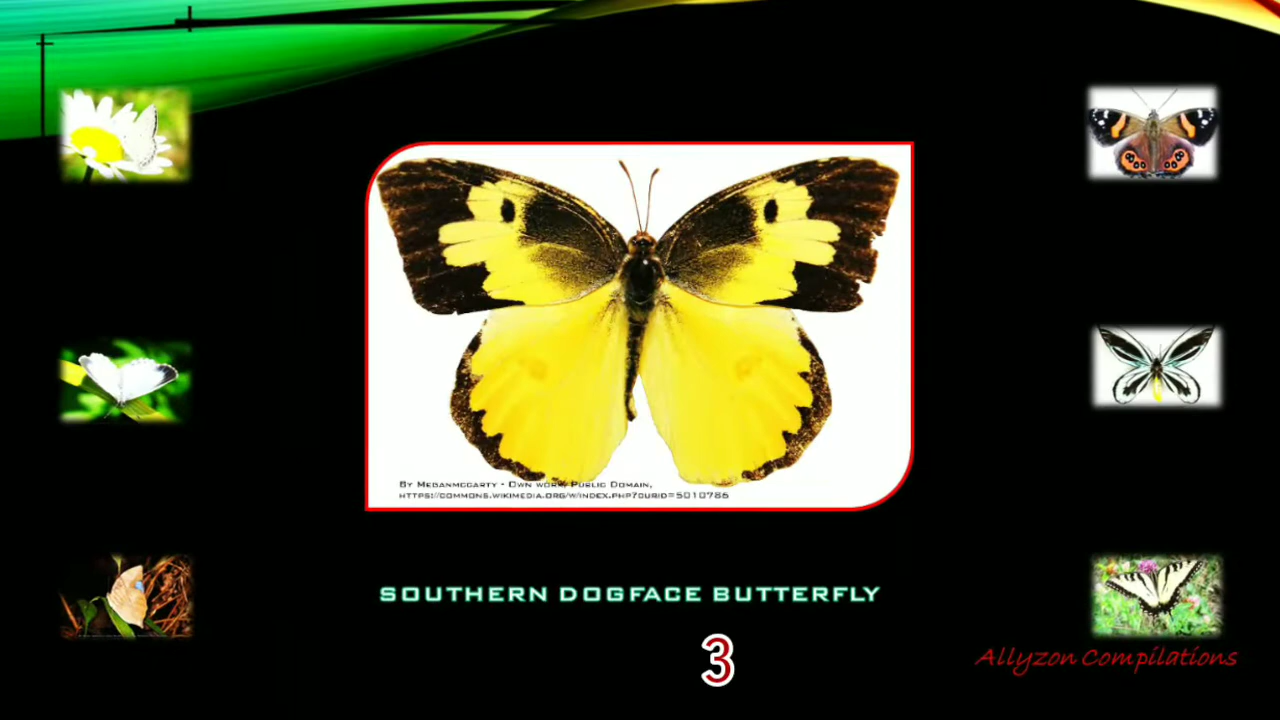 By Meganmccarty - Own work, Public Domain,
https://commons.wikimedia.org/w/index.php?curid=5010786
SOUTHERN DOGFACE BUTTERFLY
3
Allyzon Compilations